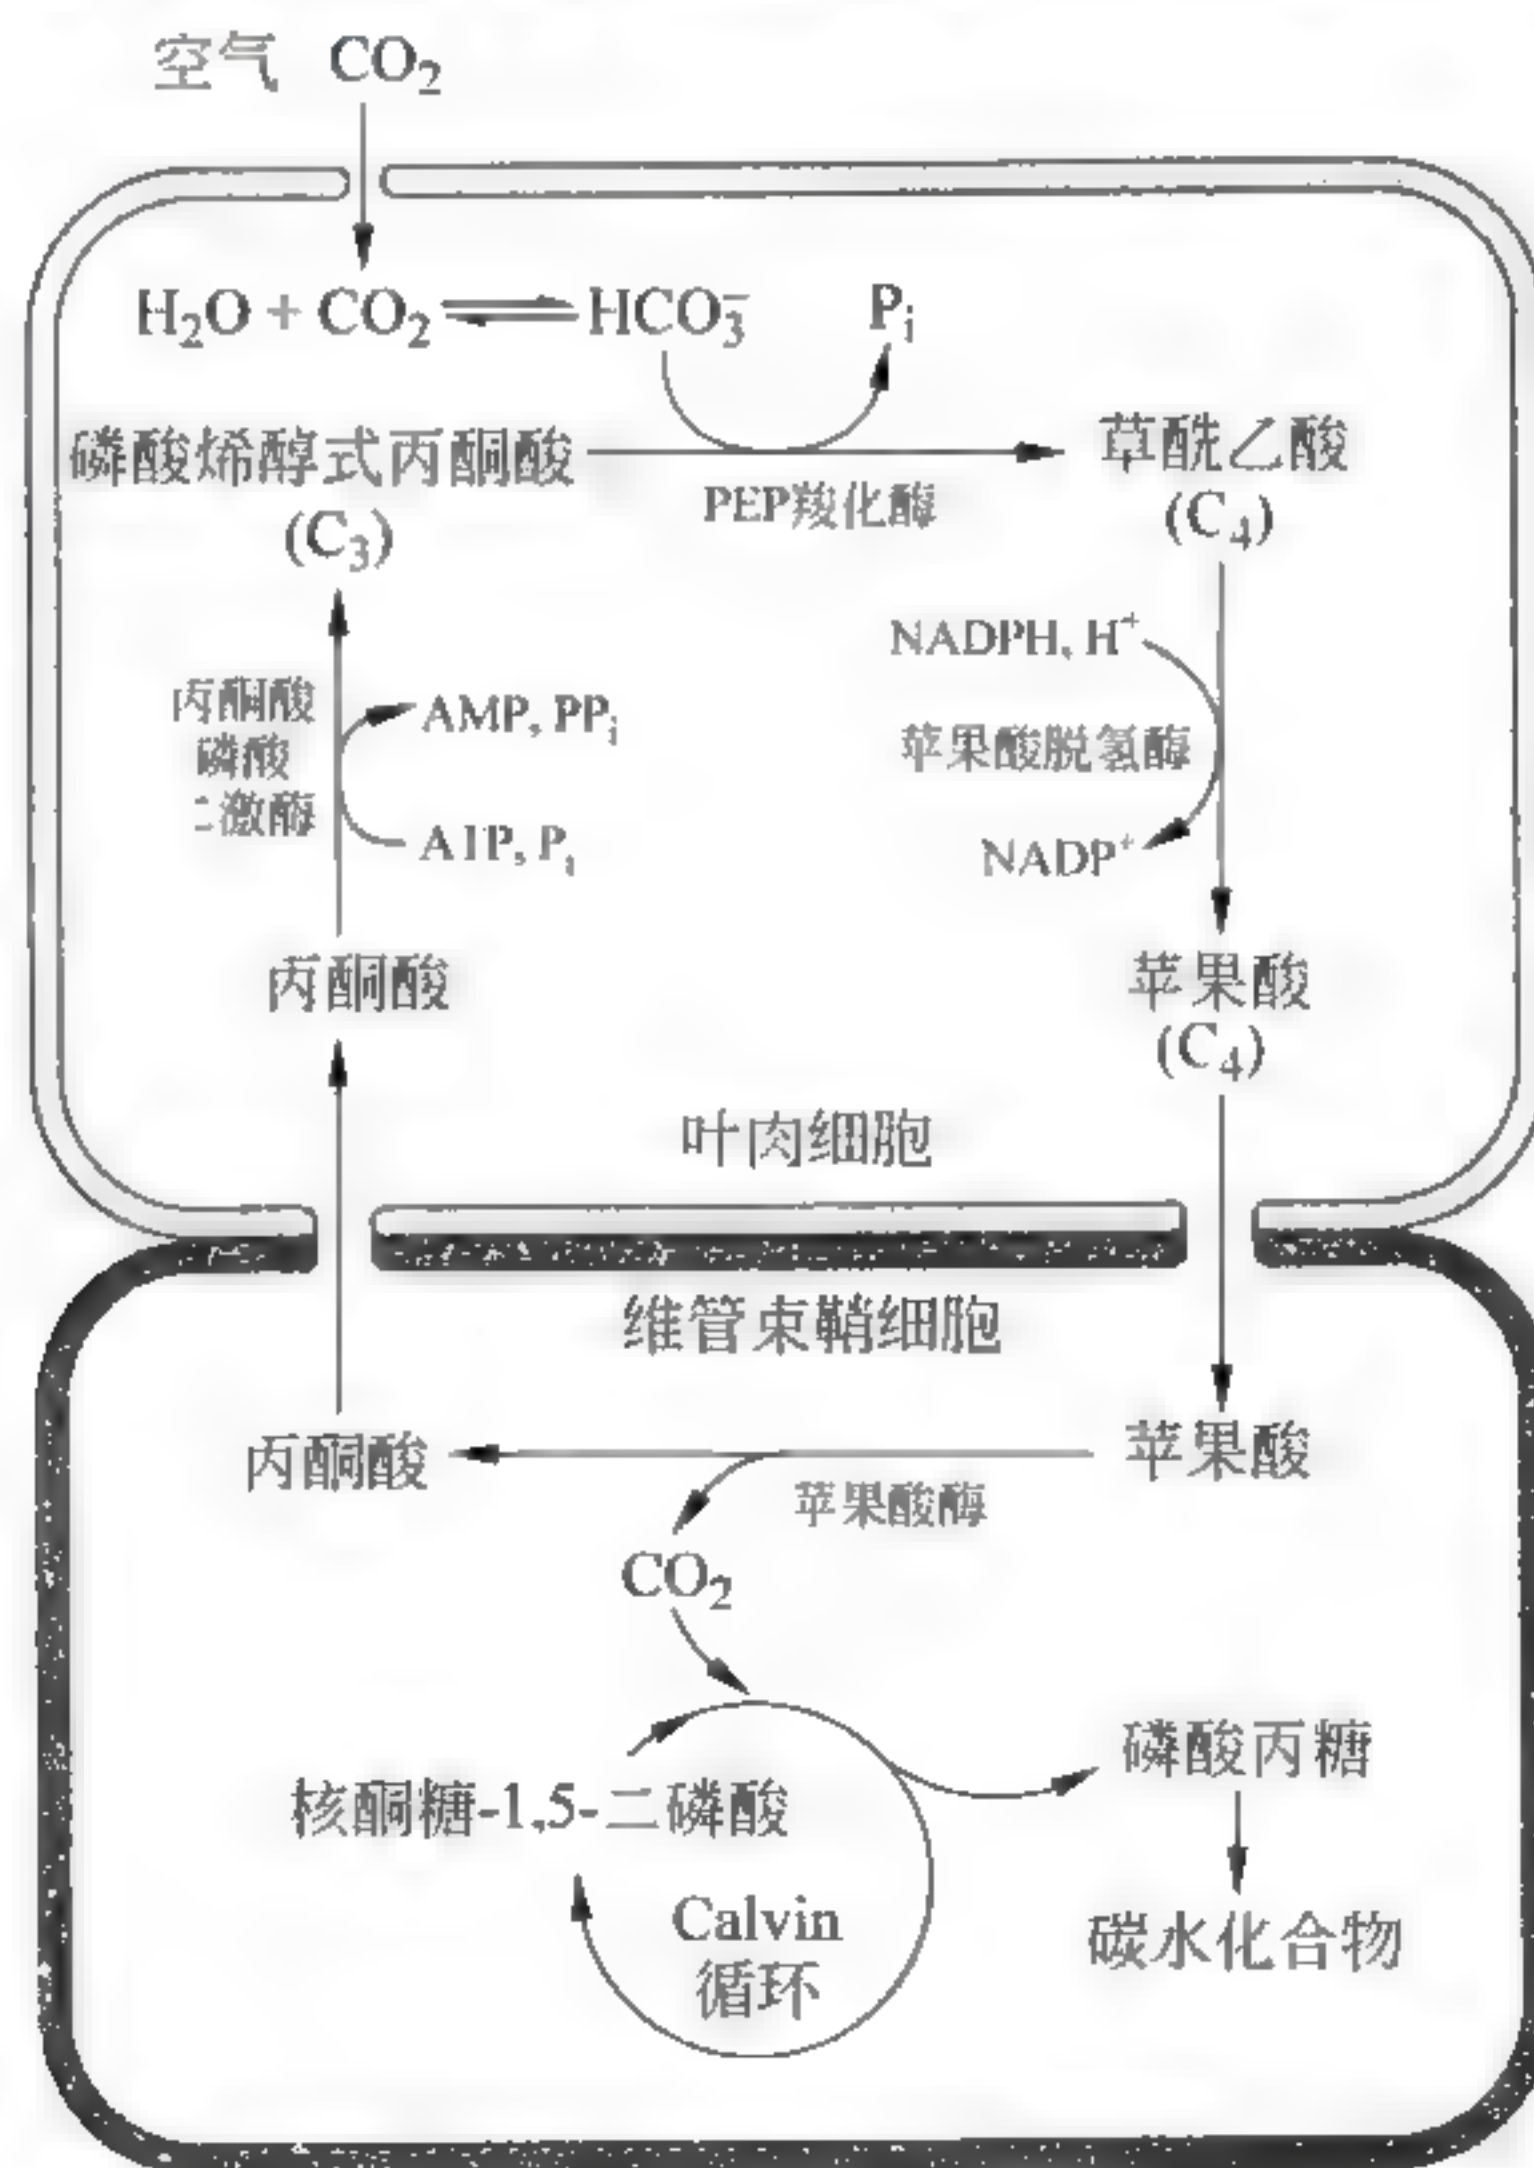 空气 CO₂
H₂O + CO₂ ⇌ HCO₃⁻
Pᵢ
磷酸烯醇式丙酮酸
(C₃)
PEP羧化酶
草酰乙酸
(C₄)
NADPH, H⁺
丙酮酸
磷酸
二激酶
AMP, PPᵢ
苹果酸脱氢酶
ATP, Pᵢ
NADP⁺
丙酮酸
苹果酸
(C₄)
叶肉细胞
维管束鞘细胞
丙酮酸
苹果酸
苹果酸酶
CO₂
磷酸丙糖
核酮糖-1,5-二磷酸
Calvin
循环
碳水化合物